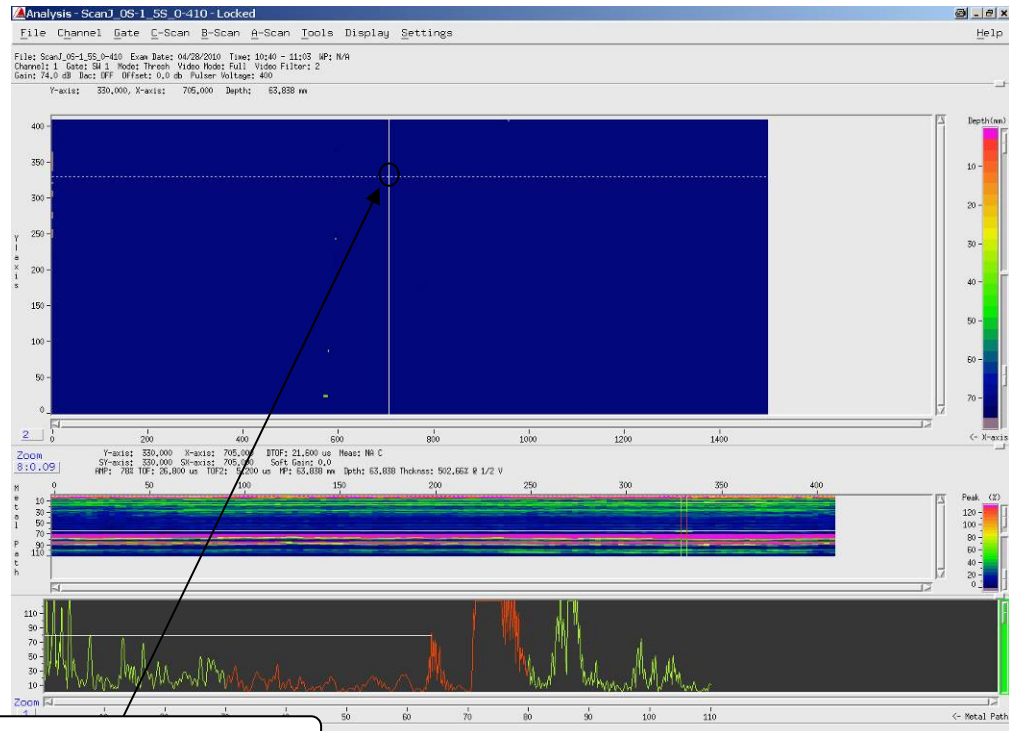 Analysis - ScanJ_0S-1_5S_0-410 - Locked
File Channel Gate C-Scan B-Scan A-Scan Tools Display Settings Help
File: ScanJ_0S-1_5S_0-410 Exam Date: 04/28/2010 Time: 10:40 - 11:03 WP: N/A
Channel: 1 Gate: SW 1 Mode: Thresh Video Mode: Full Video Filter: 2
Gain: 74.0 dB Dac: OFF Offset: 0.0 db Pulser Voltage: 400
Y-axis: 330.000, X-axis: 705.000 Depth: 63.838 mm
Depth(mm)
400
350
300
250
200
150
100
50
0
Y-axis
10
20
30
40
50
60
70
2
0 200 400 600 800 1000 1200 1400
<- X-axis
Zoom
8:0.09
Y-axis: 330.000 X-axis: 705.000 DTOF: 21.600 us Meas: NA C
SY-axis: 330.000 SX-axis: 705.000 Soft Gain: 0.0
AMP: 78% TOF: 26.800 us TOF2: 5.200 us MP: 63.838 mm Dpth: 63.838 Thcknss: 502.66% @ 1/2 V
0 50 100 150 200 250 300 350 400
Metal Path
10
30
50
70
90
110
Peak (%)
120
100
80
60
40
20
0
110
90
70
50
30
10
Zoom
50 60 70 80 90 100 110
<- Metal Path